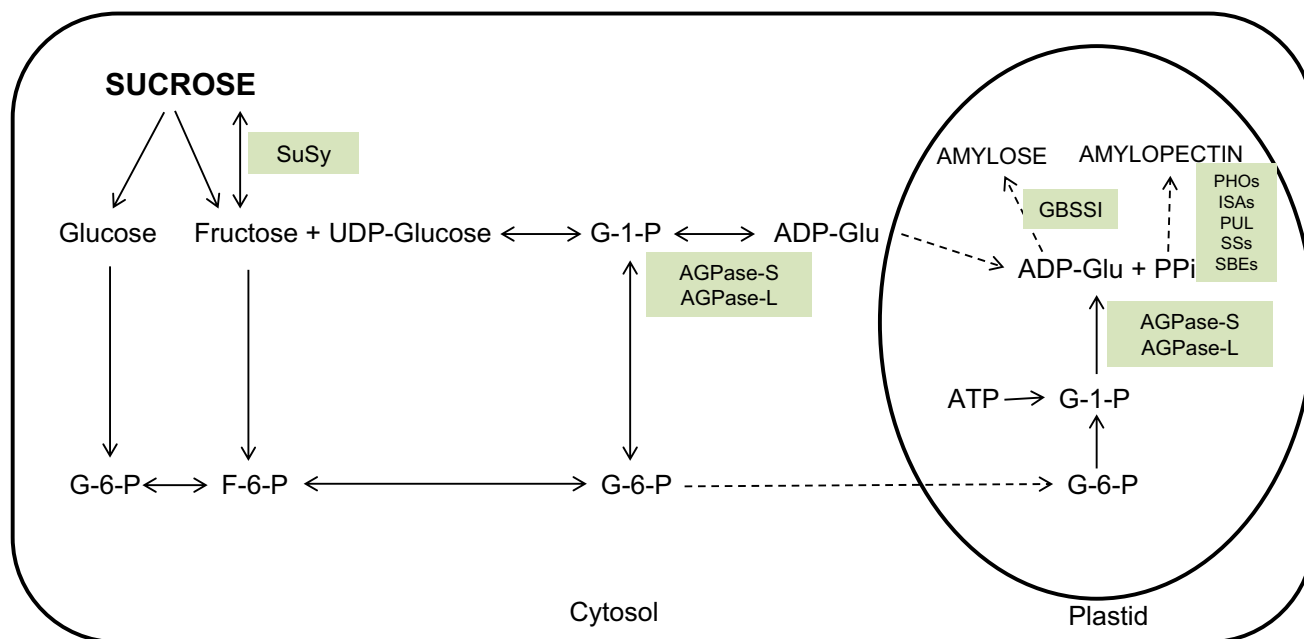 SUCROSE
SuSy
AMYLOSE
AMYLOPECTIN
PHOs
ISAs
PUL
SSs
SBEs
GBSSI
Glucose
Fructose + UDP-Glucose
G-1-P
ADP-Glu
ADP-Glu + PPi
AGPase-S
AGPase-L
AGPase-S
AGPase-L
ATP
G-1-P
G-6-P
F-6-P
G-6-P
G-6-P
Cytosol
Plastid